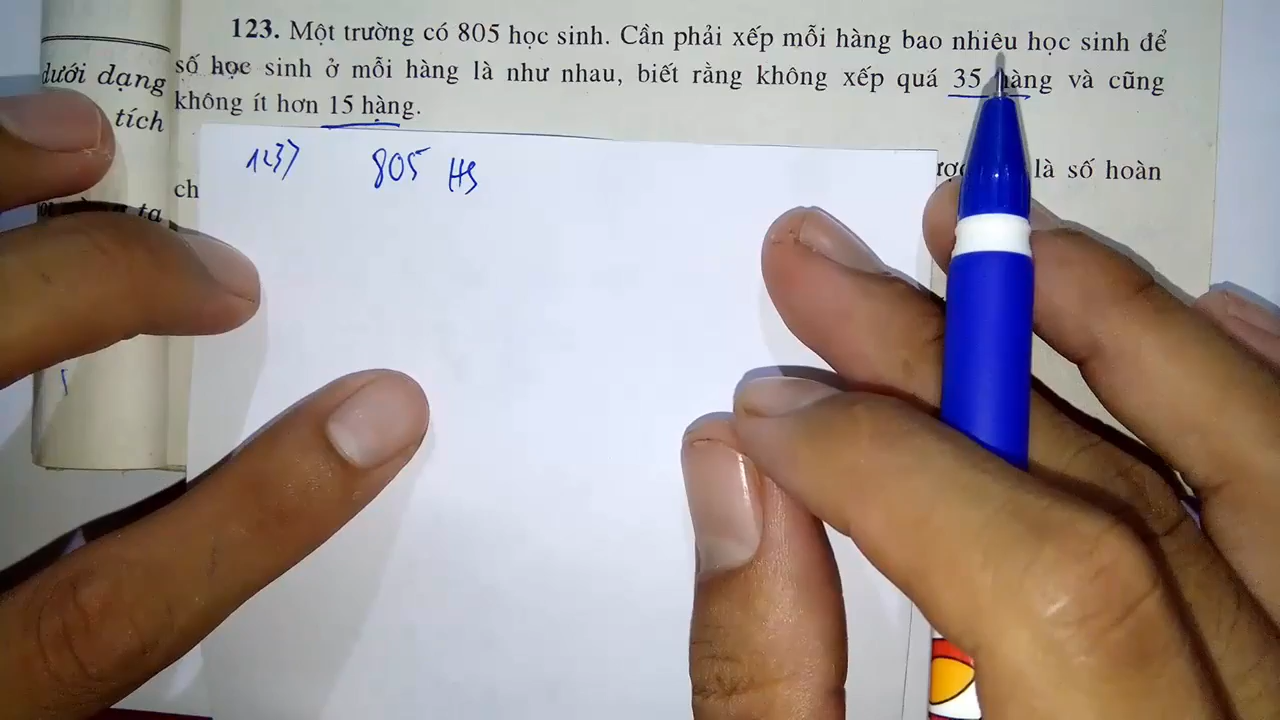 123. Một trường có 805 học sinh. Cần phải xếp mỗi hàng bao nhiêu học sinh để
dưới dạng
số học sinh ở mỗi hàng là như nhau, biết rằng không xếp quá 35 hàng và cũng
tích
không ít hơn 15 hàng.
123)
805 HS
là số hoàn
ch
ta